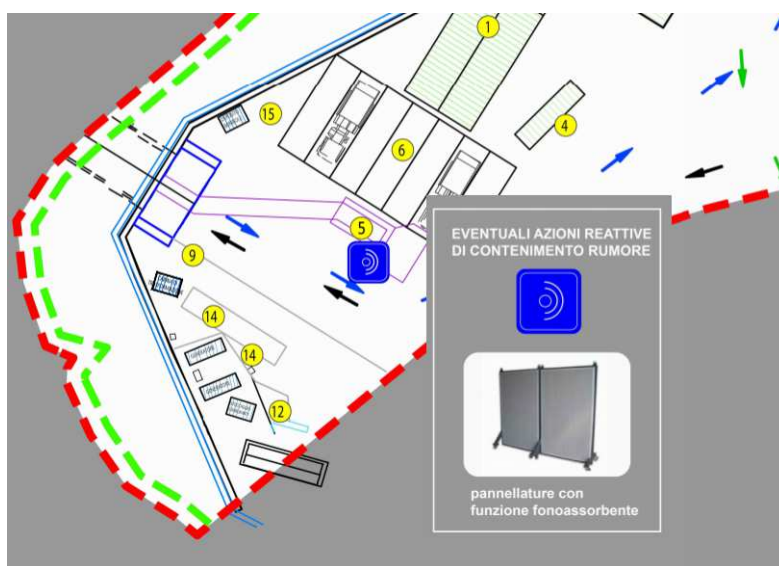 1
15
4
6
5
9
14
14
12
EVENTUALI AZIONI REATTIVE
DI CONTENIMENTO RUMORE
pannellature con
funzione fonoassorbente